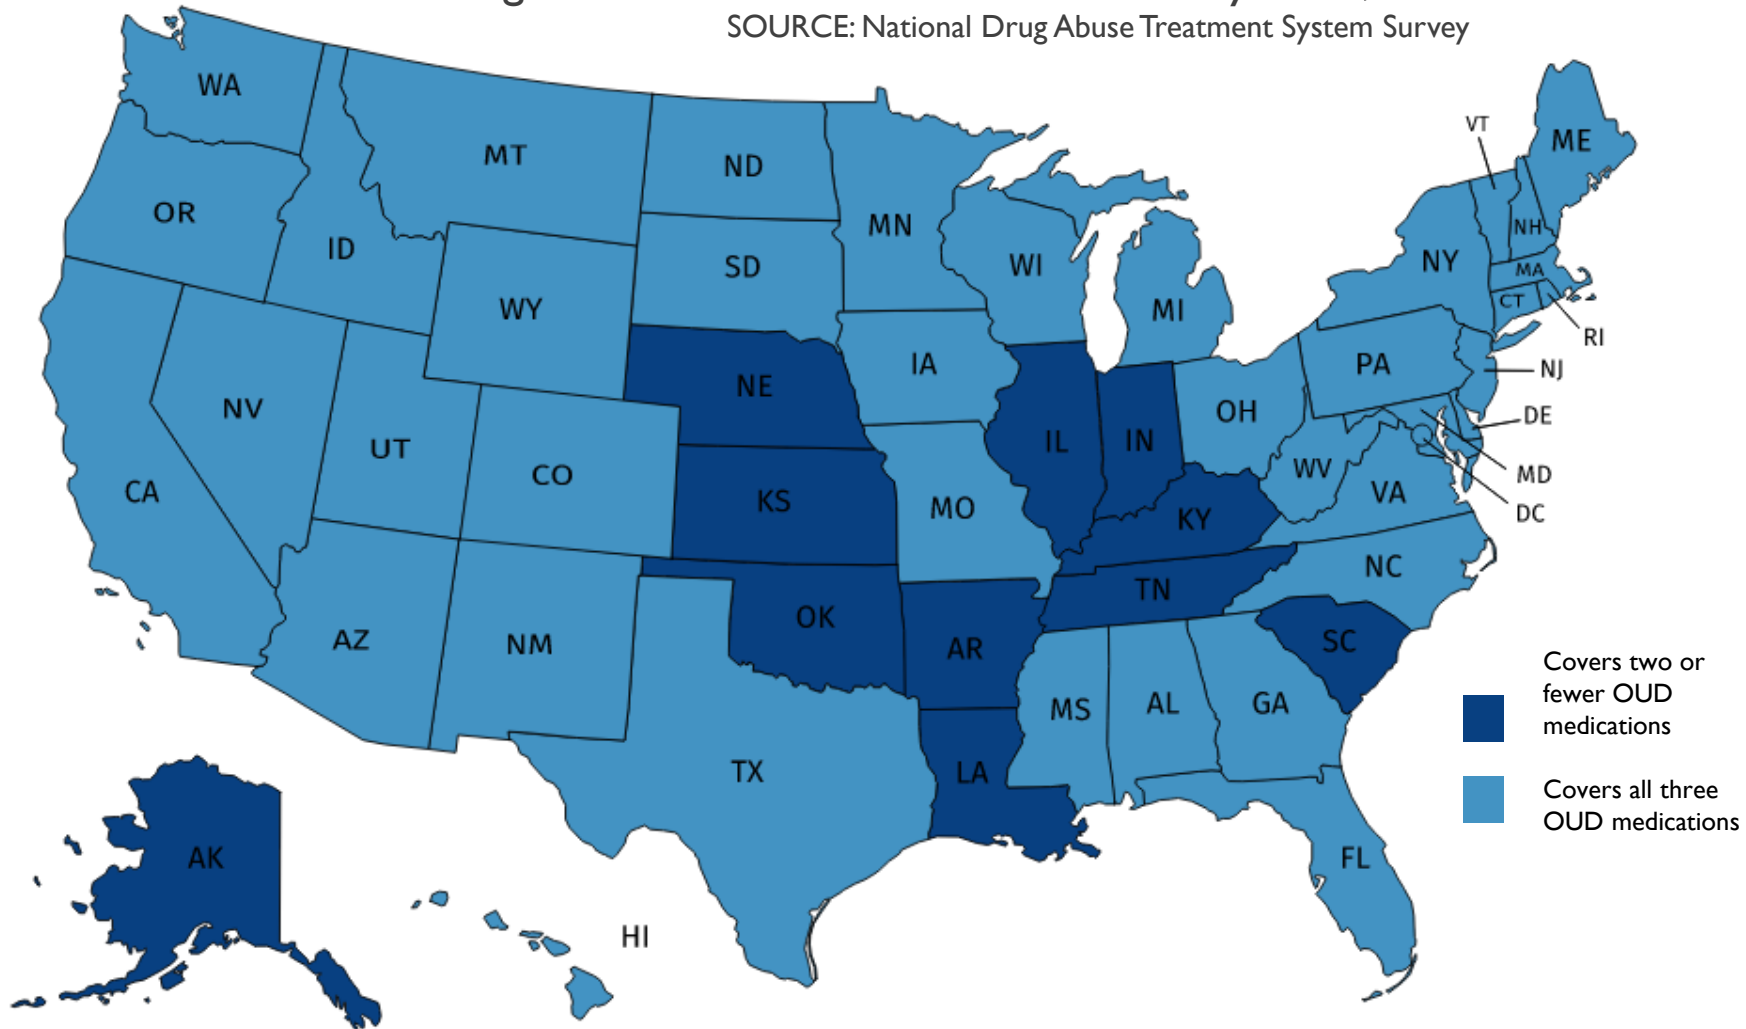 SOURCE: National Drug Abuse Treatment System Survey
WA
MT
ND
MN
VT
ME
OR
ID
SD
WI
NY
NH
MA
CT
RI
WY
MI
IA
PA
NJ
NE
NV
UT
CO
IL
IN
OH
DE
WV
MD
CA
KS
MO
KY
VA
DC
NC
TN
AZ
NM
OK
AR
SC
MS
AL
GA
TX
LA
FL
AK
HI
Covers two or
fewer OUD
medications
Covers all three
OUD medications